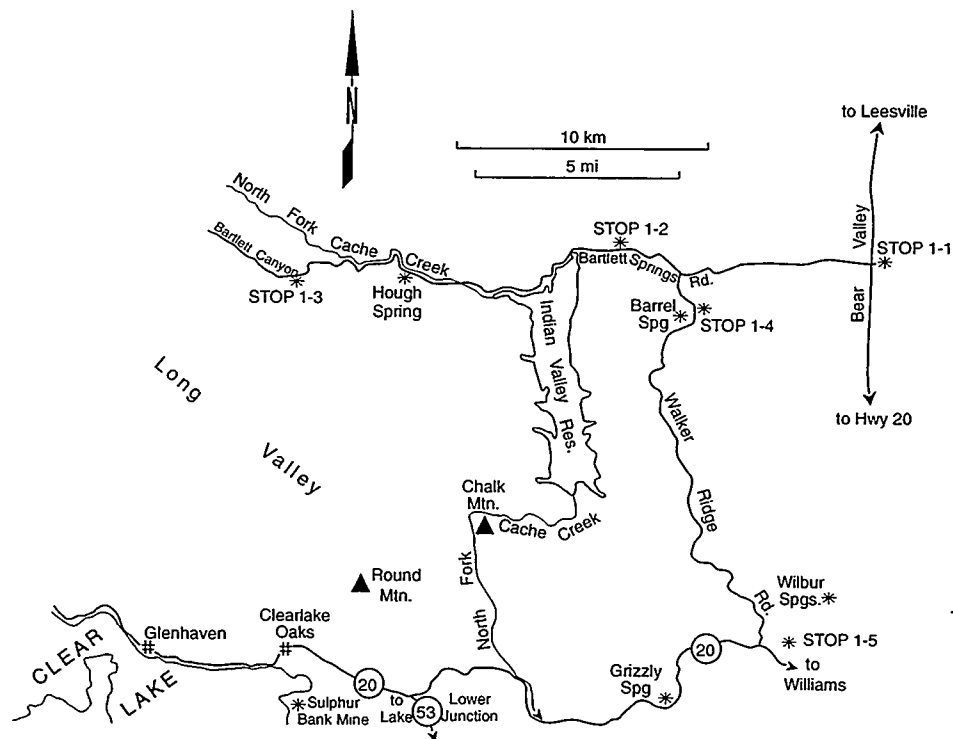 N
10 km
5 mi
to Leesville
Valley
Bear
to Hwy 20
STOP 1-1
STOP 1-2
Bartlett Springs Rd.
North Fork Cache Creek
Bartlett Canyon
STOP 1-3
Hough
Spring
Barrel
Spg
STOP 1-4
Indian Valley Res.
Walker Ridge Rd.
Long
Valley
Chalk
Mtn.
Cache Creek
Fork
North
Round
Mtn.
Wilbur
Spgs.
STOP 1-5
to
Williams
20
Grizzly
Spg
Clearlake
Oaks
Glenhaven
CLEAR
LAKE
Sulphur
Bank Mine
20
to
Lake
53
Lower
Junction